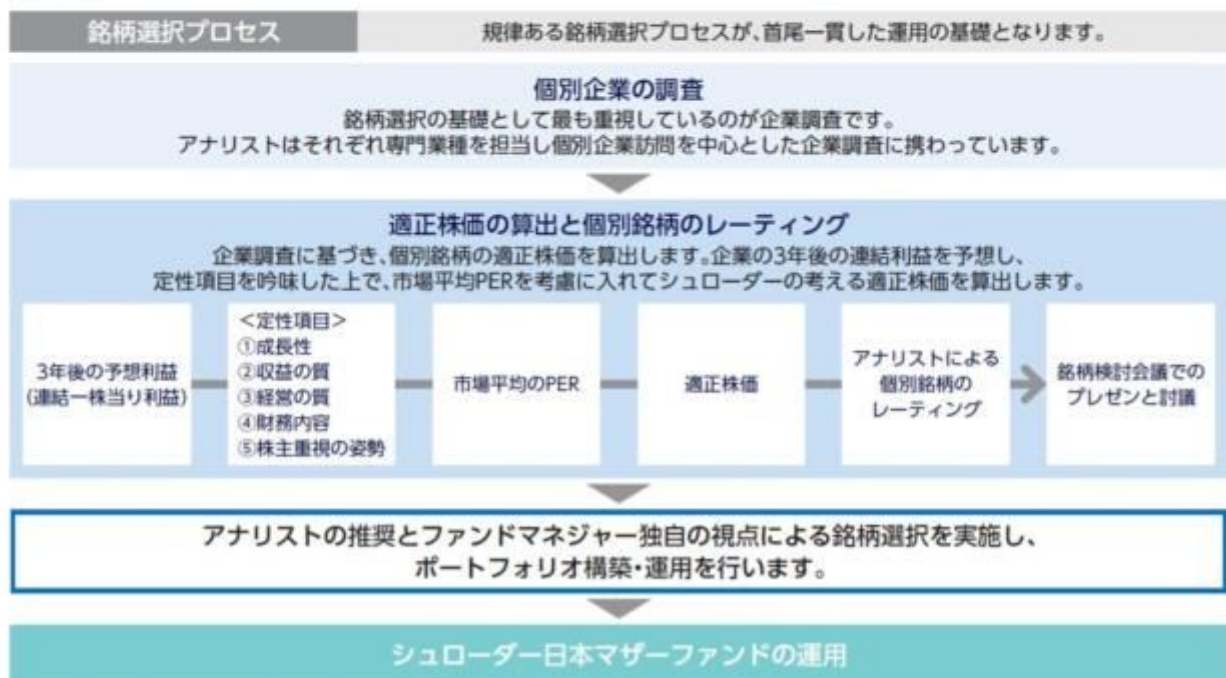 銘柄選択プロセス
規律ある銘柄選択プロセスが、首尾一貫した運用の基礎となります。
個別企業の調査
銘柄選択の基礎として最も重視しているのが企業調査です。
アナリストはそれぞれ専門業種を担当し個別企業訪問を中心とした企業調査に携わっています。
適正株価の算出と個別銘柄のレーティング
企業調査に基づき、個別銘柄の適正株価を算出します。企業の3年後の連結利益を予想し、
定性項目を吟味した上で、市場平均PERを考慮に入れてシュローダーの考える適正株価を算出します。
3年後の予想利益
(連結一株当り利益)
<定性項目>
①成長性
②収益の質
③経営の質
④財務内容
⑤株主重視の姿勢
市場平均のPER
適正株価
アナリストによる
個別銘柄の
レーティング
銘柄検討会議での
プレゼンと討議
アナリストの推奨とファンドマネジャー独自の視点による銘柄選択を実施し、
ポートフォリオ構築・運用を行います。
シュローダー日本マザーファンドの運用